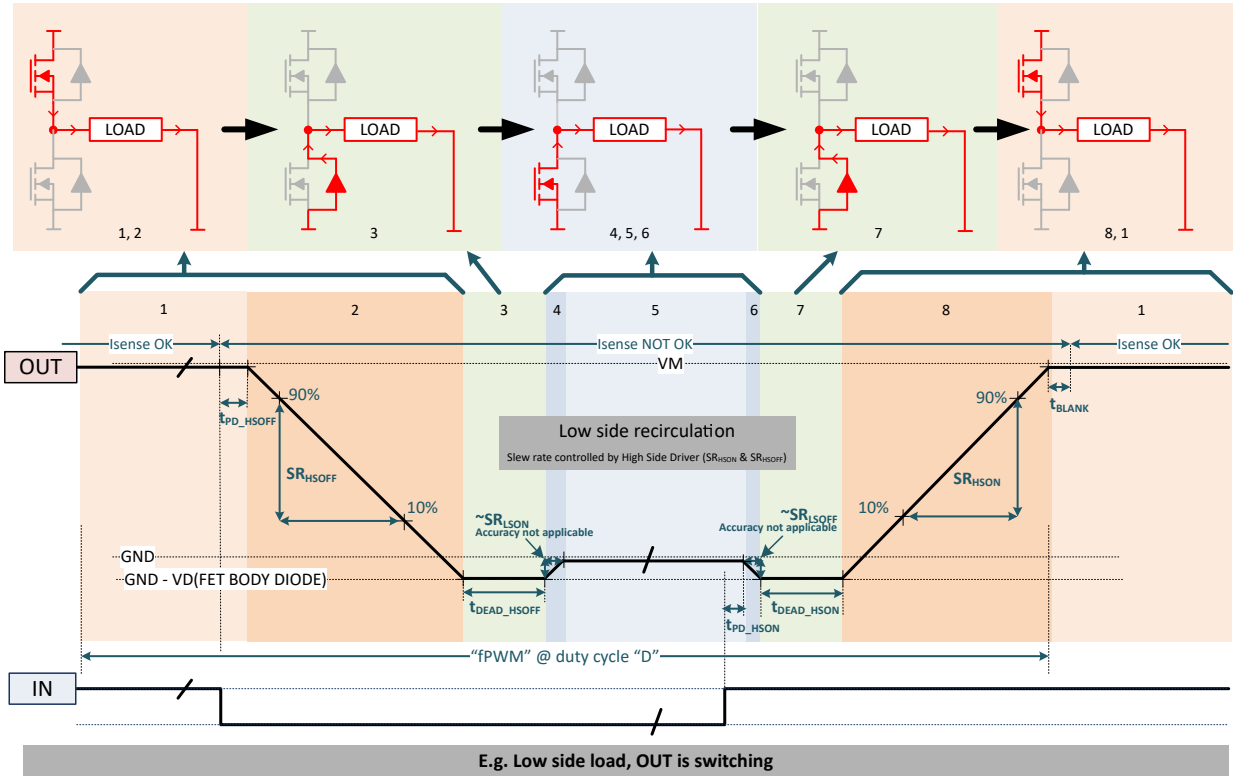 LOAD
LOAD
LOAD
LOAD
LOAD
1, 2
3
4, 5, 6
7
8, 1
1
2
3
4
5
6
7
8
1
Isense OK
Isense NOT OK
Isense OK
OUT
VM
tPD_HSOFF
90%
SRHSOFF
10%
Low side recirculation
Slew rate controlled by High Side Driver (SRHSON & SRHSOFF)
90%
tBLANK
SRHSON
10%
~SRLSON
Accuracy not applicable
~SRLSOFF
Accuracy not applicable
GND
GND - VD(FET BODY DIODE)
tDEAD_HSOFF
tDEAD_HSON
tPD_HSON
“fPWM” @ duty cycle “D”
IN
E.g. Low side load, OUT is switching